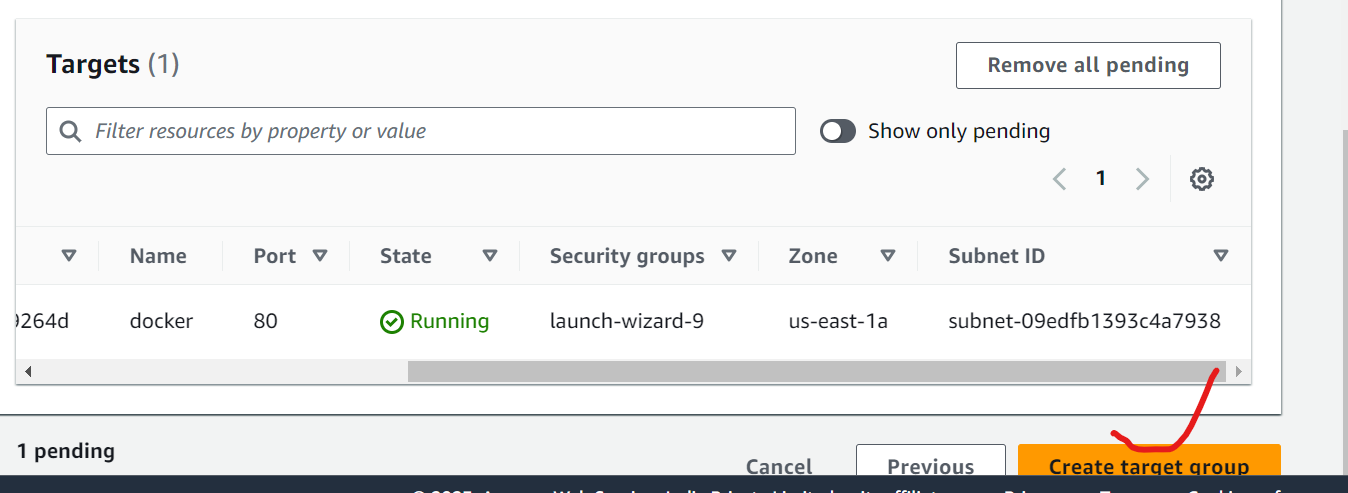 Targets (1)
Remove all pending
Filter resources by property or value
Show only pending
1
Name Port State Security groups Zone Subnet ID
9264d docker 80 Running launch-wizard-9 us-east-1a subnet-09edfb1393c4a7938
1 pending
Cancel Previous Create target group